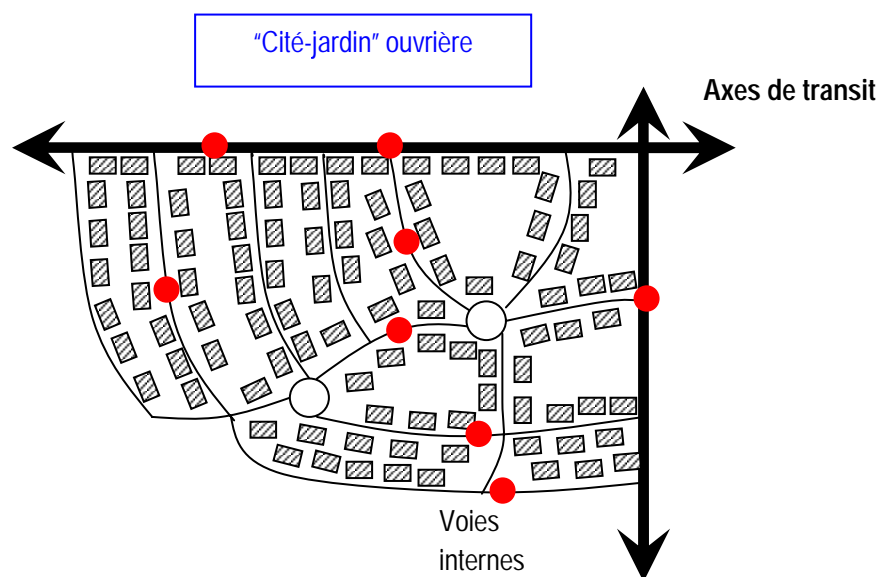 “Cité-jardin” ouvrière
Axes de transit
Voies
internes